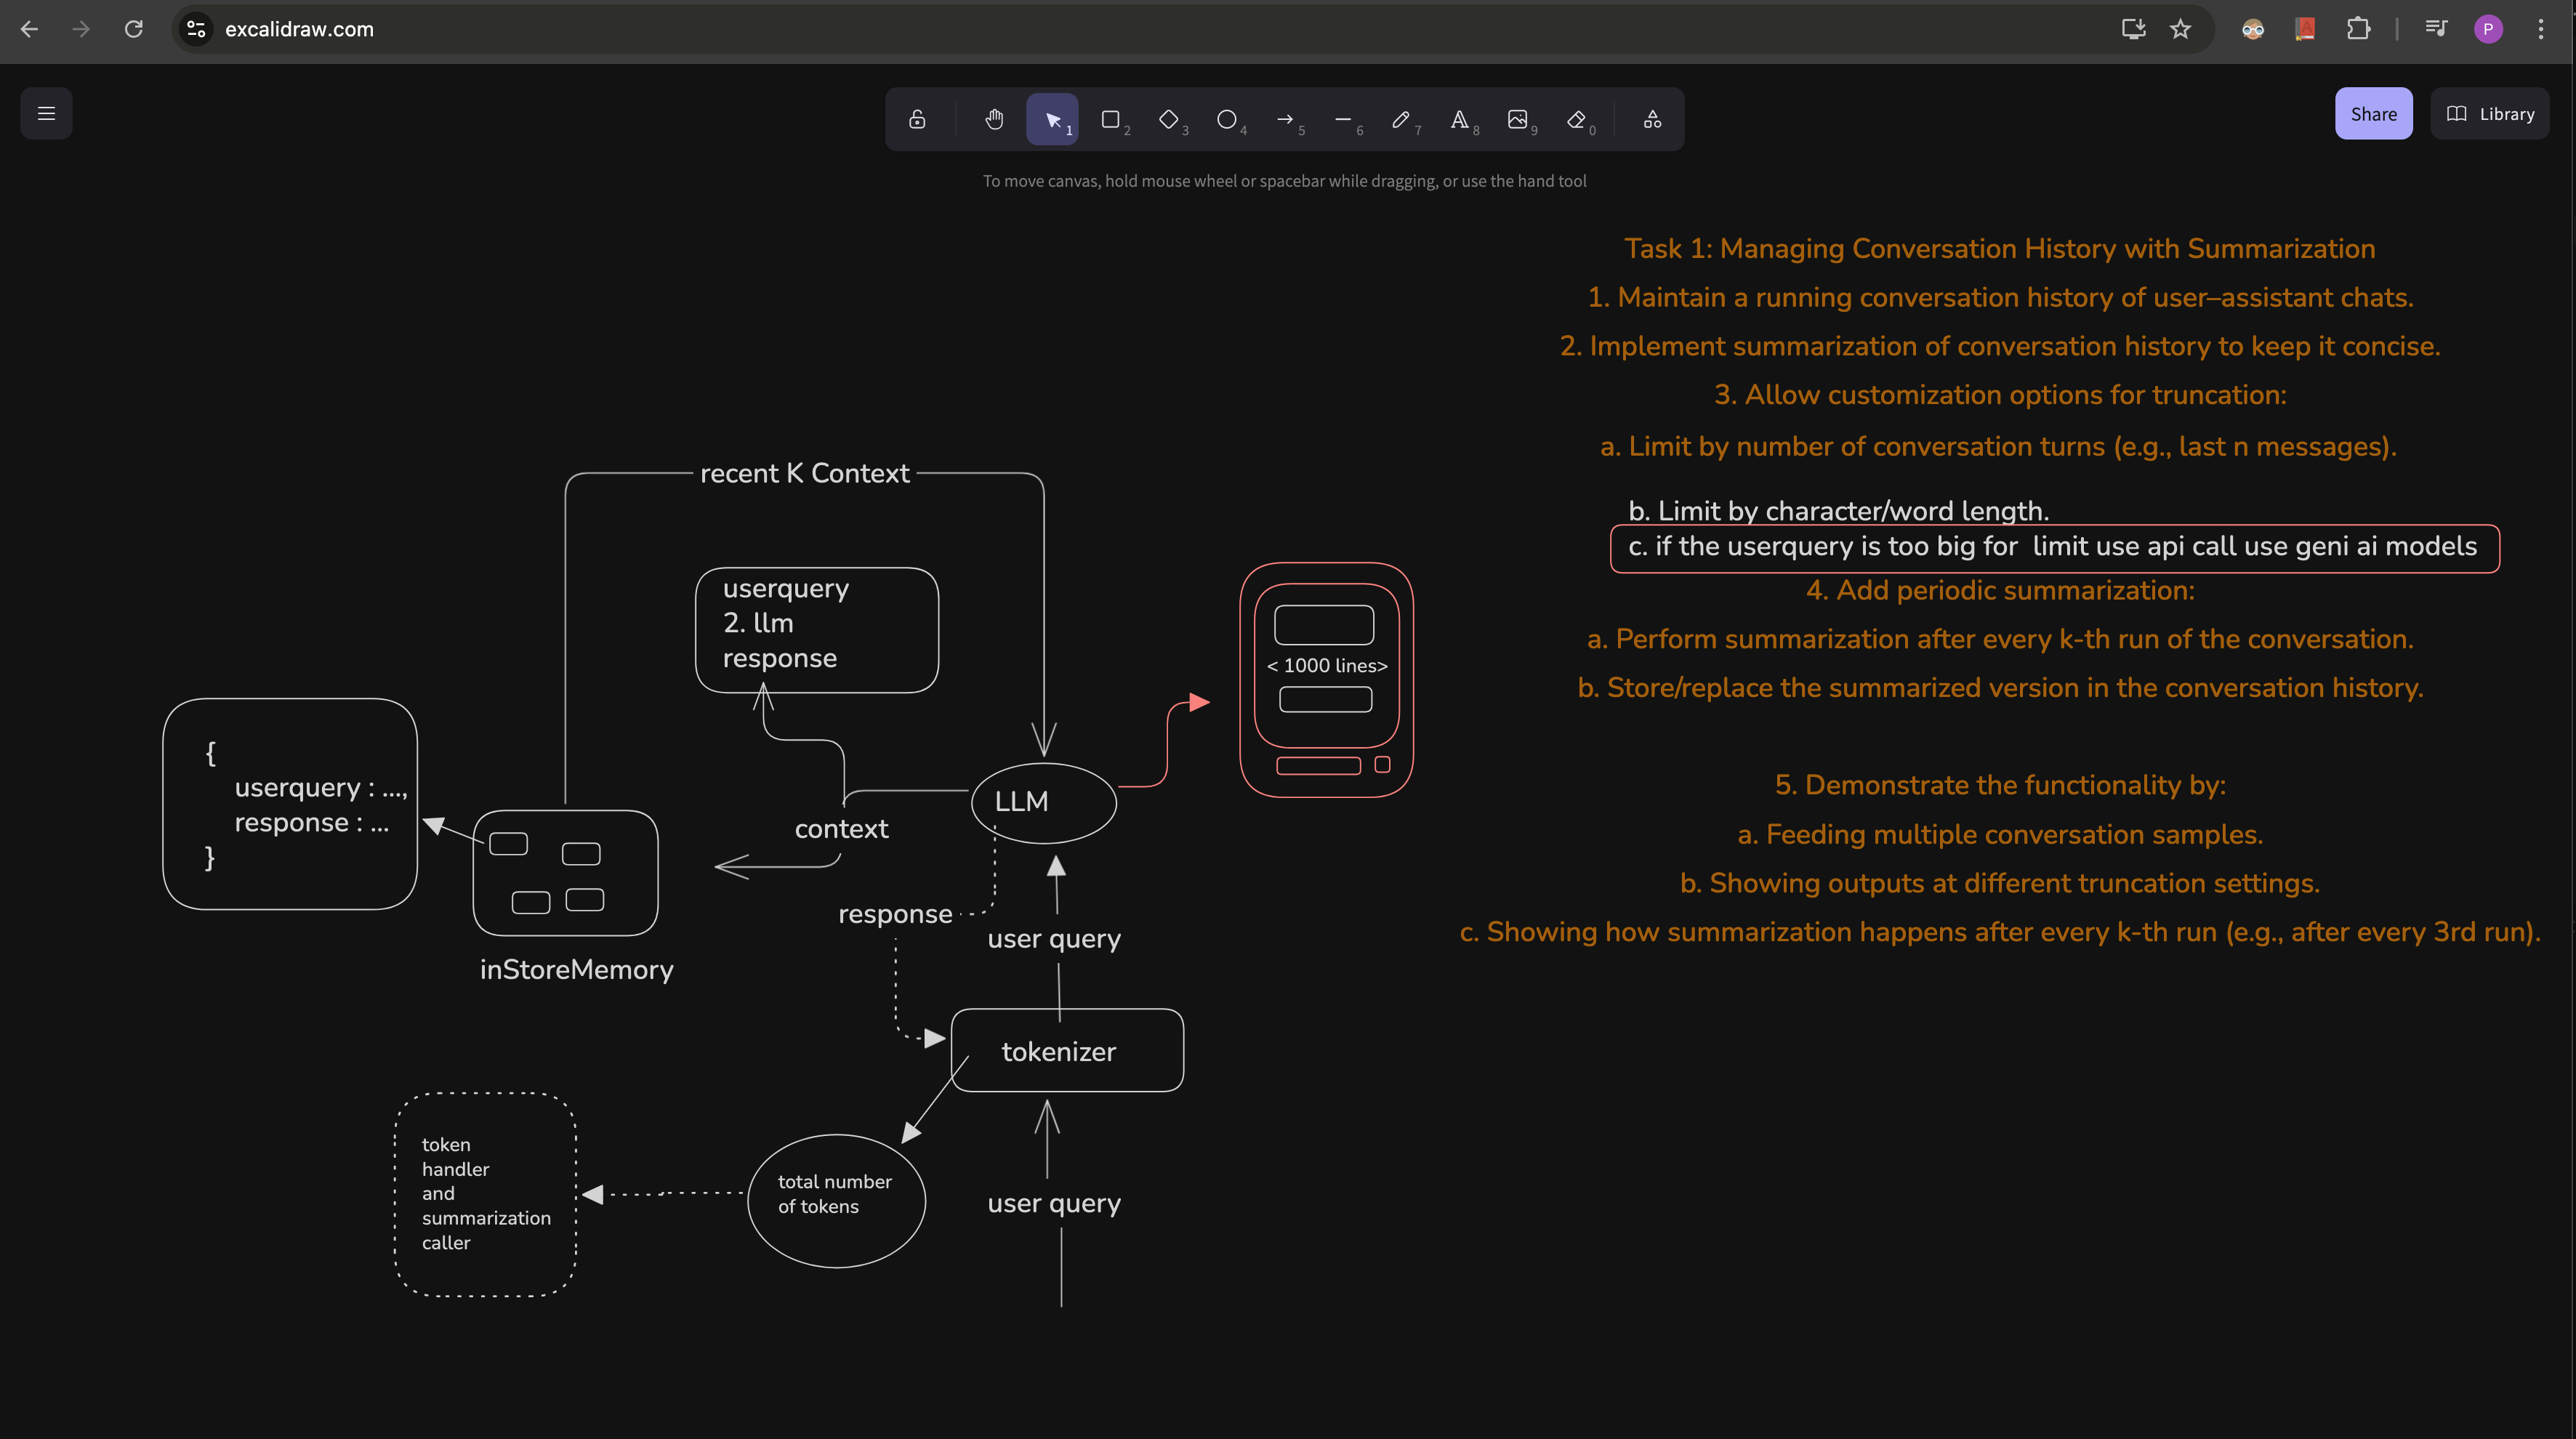 excalidraw.com
P
1
2
3
4
5
6
7
8
9
0
Share
Library
To move canvas, hold mouse wheel or spacebar while dragging, or use the hand tool
Task 1: Managing Conversation History with Summarization
1. Maintain a running conversation history of user–assistant chats.
2. Implement summarization of conversation history to keep it concise.
3. Allow customization options for truncation:
a. Limit by number of conversation turns (e.g., last n messages).
b. Limit by character/word length.
c. if the userquery is too big for limit use api call use geni ai models
4. Add periodic summarization:
a. Perform summarization after every k-th run of the conversation.
b. Store/replace the summarized version in the conversation history.
5. Demonstrate the functionality by:
a. Feeding multiple conversation samples.
b. Showing outputs at different truncation settings.
c. Showing how summarization happens after every k-th run (e.g., after every 3rd run).
recent K Context
userquery
2. llm
response
< 1000 lines>
{
userquery : ...,
response : ...
}
LLM
context
response
user query
inStoreMemory
tokenizer
token
handler
and
summarization
caller
total number
of tokens
user query